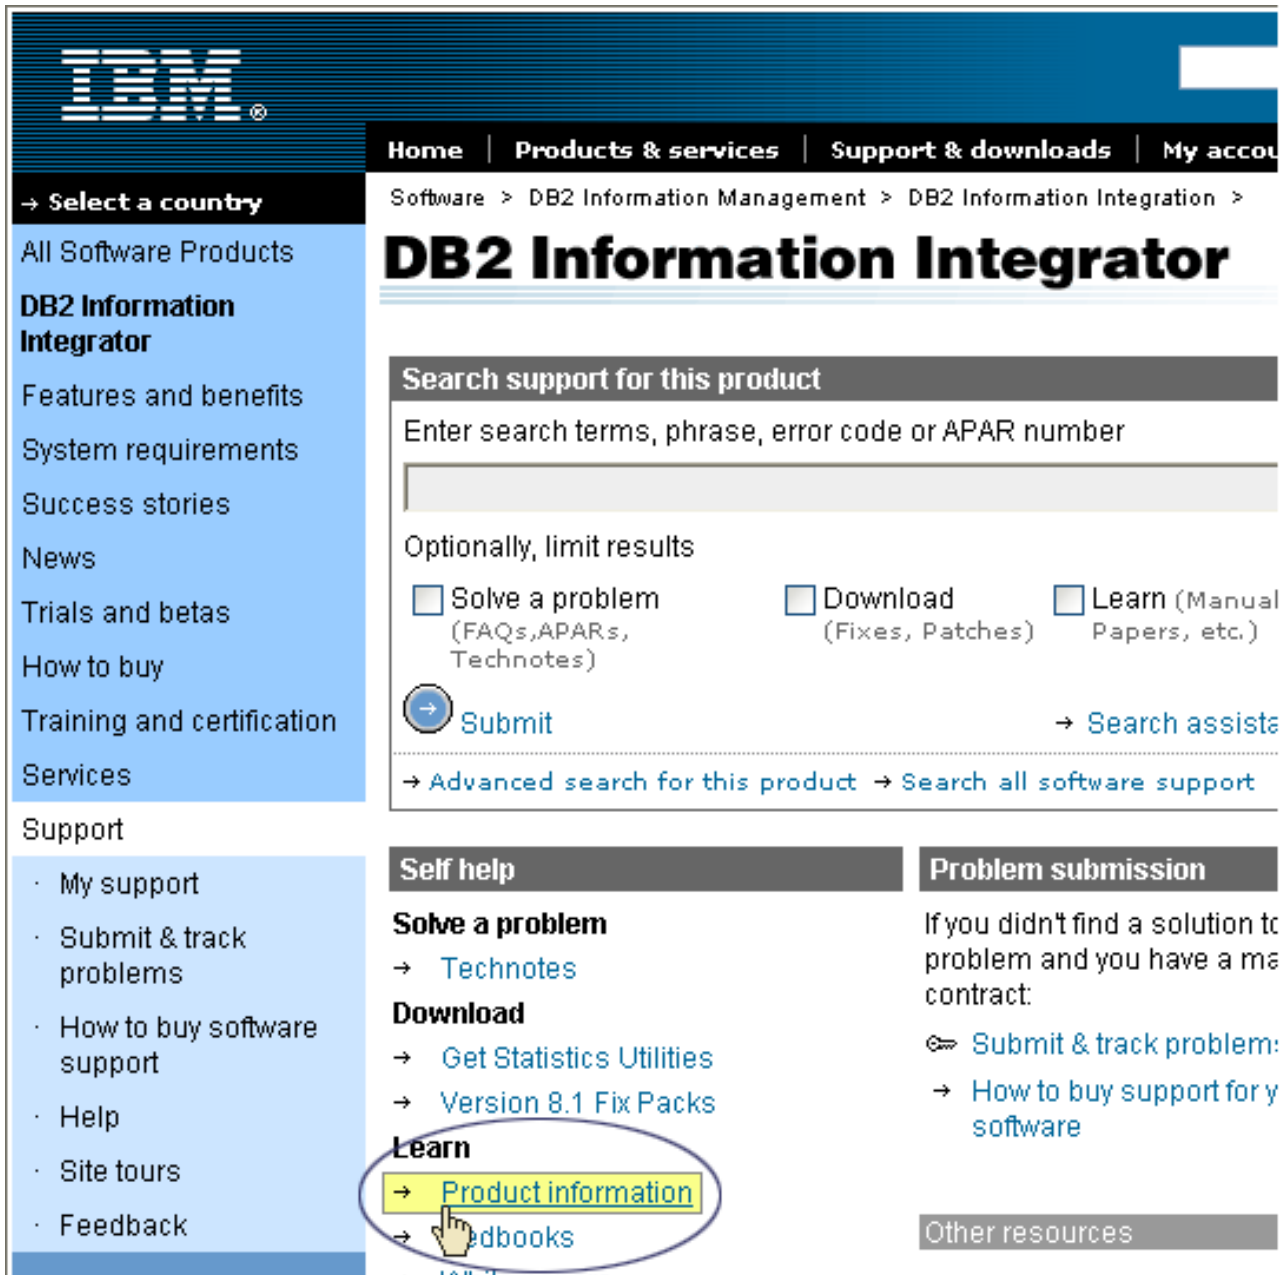 IBM®
Home | Products & services | Support & downloads | My accou
→ Select a country
All Software Products
DB2 Information
Integrator
Features and benefits
System requirements
Success stories
News
Trials and betas
How to buy
Training and certification
Services
Support
· My support
· Submit & track
problems
· How to buy software
support
· Help
· Site tours
· Feedback
Software > DB2 Information Management > DB2 Information Integration >
DB2 Information Integrator
Search support for this product
Enter search terms, phrase, error code or APAR number
Optionally, limit results
Solve a problem
(FAQs,APARs,
Technotes)
Download
(Fixes, Patches)
Learn (Manual
Papers, etc.)
Submit
→ Search assista
→ Advanced search for this product → Search all software support
Self help
Solve a problem
→ Technotes
Download
→ Get Statistics Utilities
→ Version 8.1 Fix Packs
Learn
→ Product information
→ edbooks
Problem submission
If you didn't find a solution to
problem and you have a ma
contract:
Submit & track problems
→ How to buy support for y
software
Other resources